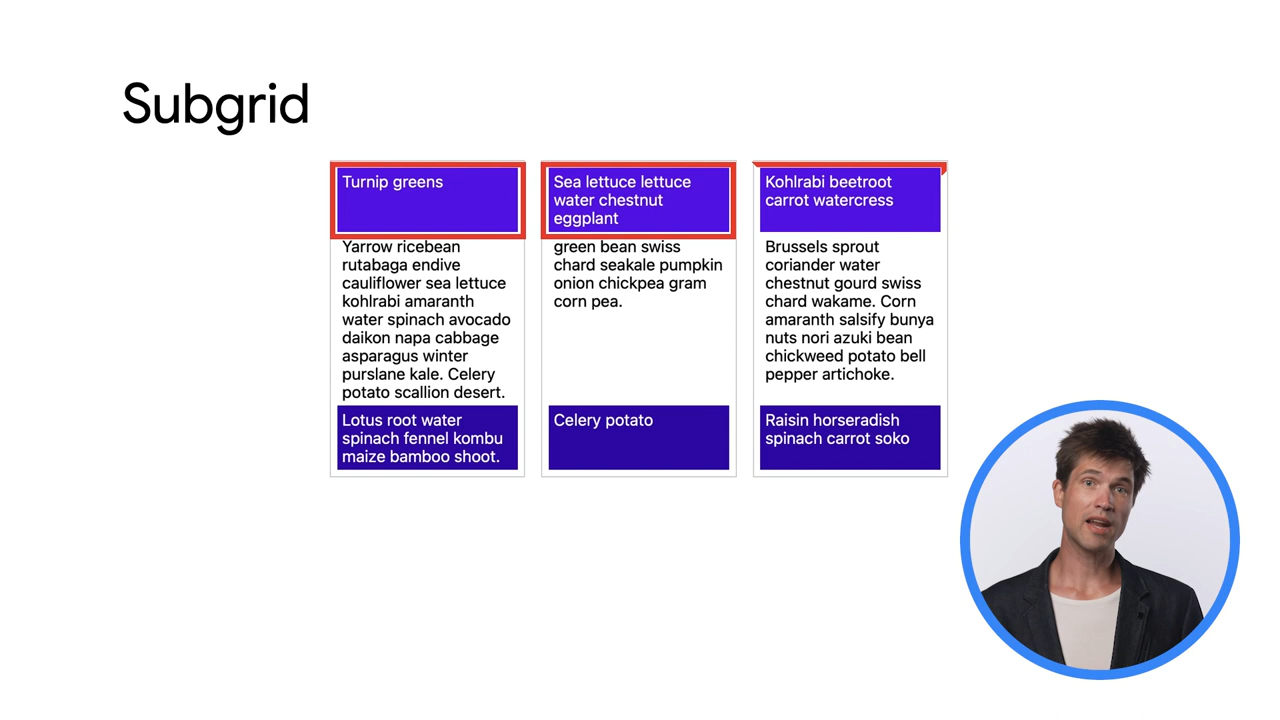 Subgrid
Turnip greens
Yarrow ricebean
rutabaga endive
cauliflower sea lettuce
kohlrabi amaranth
water spinach avocado
daikon napa cabbage
asparagus winter
purslane kale. Celery
potato scallion desert.
Lotus root water
spinach fennel kombu
maize bamboo shoot.
Sea lettuce lettuce
water chestnut
eggplant
green bean swiss
chard seakale pumpkin
onion chickpea gram
corn pea.
Celery potato
Kohlrabi beetroot
carrot watercress
Brussels sprout
coriander water
chestnut gourd swiss
chard wakame. Corn
amaranth salsify bunya
nuts nori azuki bean
chickweed potato bell
pepper artichoke.
Raisin horseradish
spinach carrot soko